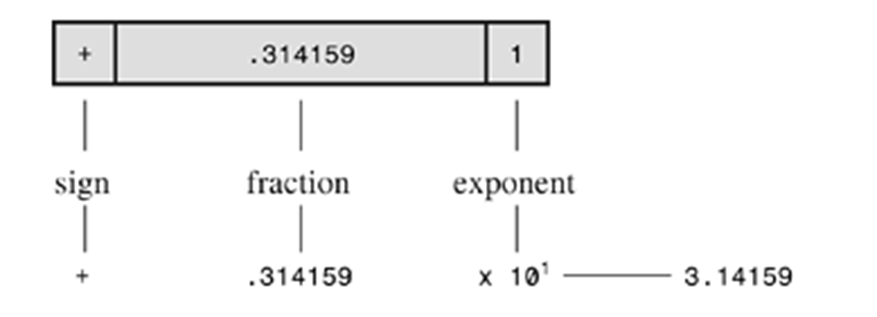 + .314159 1
sign fraction exponent
+ .314159 x 10¹ 3.14159